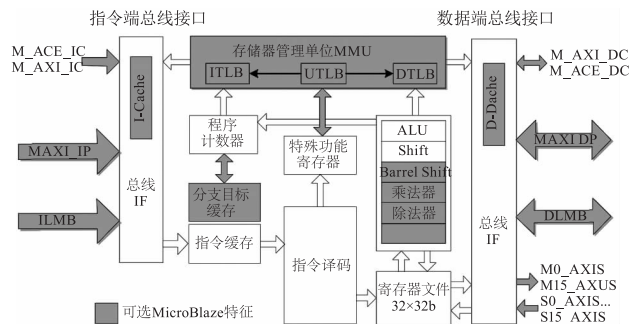 指令端总线接口
数据端总线接口
M_ACE_IC
M_AXI_IC
存储器管理单位MMU
ITLB
UTLB
DTLB
M_AXI_DC
M_ACE_DC
I-Cache
D-Dache
程序
计数器
特殊功能
寄存器
ALU
Shift
Barrel Shift
乘法器
除法器
MAXI_IP
MAXI DP
分支目标
缓存
总线
IF
总线
IF
ILMB
DLMB
指令缓存
指令译码
寄存器文件
32×32b
M0_AXIS
M15_AXUS
S0_AXIS...
S15_AXIS
可选MicroBlaze特征